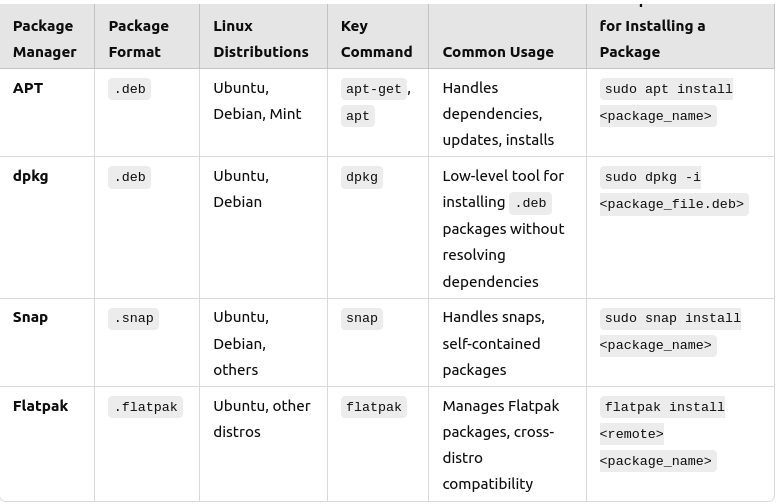 Package Manager
Package Format
Linux Distributions
Key Command
Common Usage
for Installing a Package
APT
.deb
Ubuntu,
Debian, Mint
apt-get,
apt
Handles
dependencies,
updates, installs
sudo apt install
<package_name>
dpkg
.deb
Ubuntu,
Debian
dpkg
Low-level tool for
installing .deb
packages without
resolving
dependencies
sudo dpkg -i
<package_file.deb>
Snap
.snap
Ubuntu,
Debian,
others
snap
Handles snaps,
self-contained
packages
sudo snap install
<package_name>
Flatpak
.flatpak
Ubuntu, other
distros
flatpak
Manages Flatpak
packages, cross-
distro
compatibility
flatpak install
<remote>
<package_name>